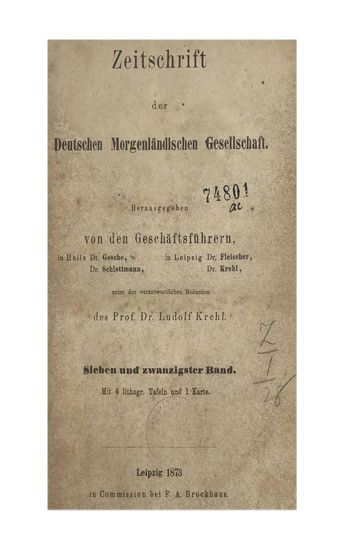 Zeitschrift
der
Deutschen Morgenländischen Gesellschaft.
74801
Herausgegeben
von den Geschäftsführern,
in Halle Dr. Gosche, in Leipzig Dr. Fleischer,
Dr. Schlottmann, Dr. Krehl,
unter der verantwortlichen Redaction
des Prof. Dr. Ludolf Krehl.
Sieben und zwanzigster Band.
Mit 4 lithogr. Tafeln und 1 Karte.
Leipzig 1873
in Commission bei F. A. Brockhaus.